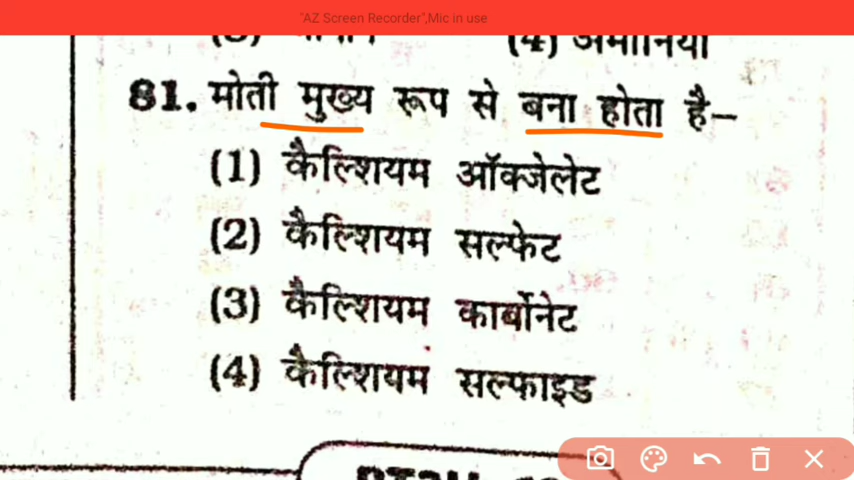 "AZ Screen Recorder",Mic in use
(4) अमोनिया
81. मोती मुख्य रूप से बना होता है–
(1) कैल्शियम ऑक्जेलेट
(2) कैल्शियम सल्फेट
(3) कैल्शियम कार्बोनेट
(4) कैल्शियम सल्फाइड